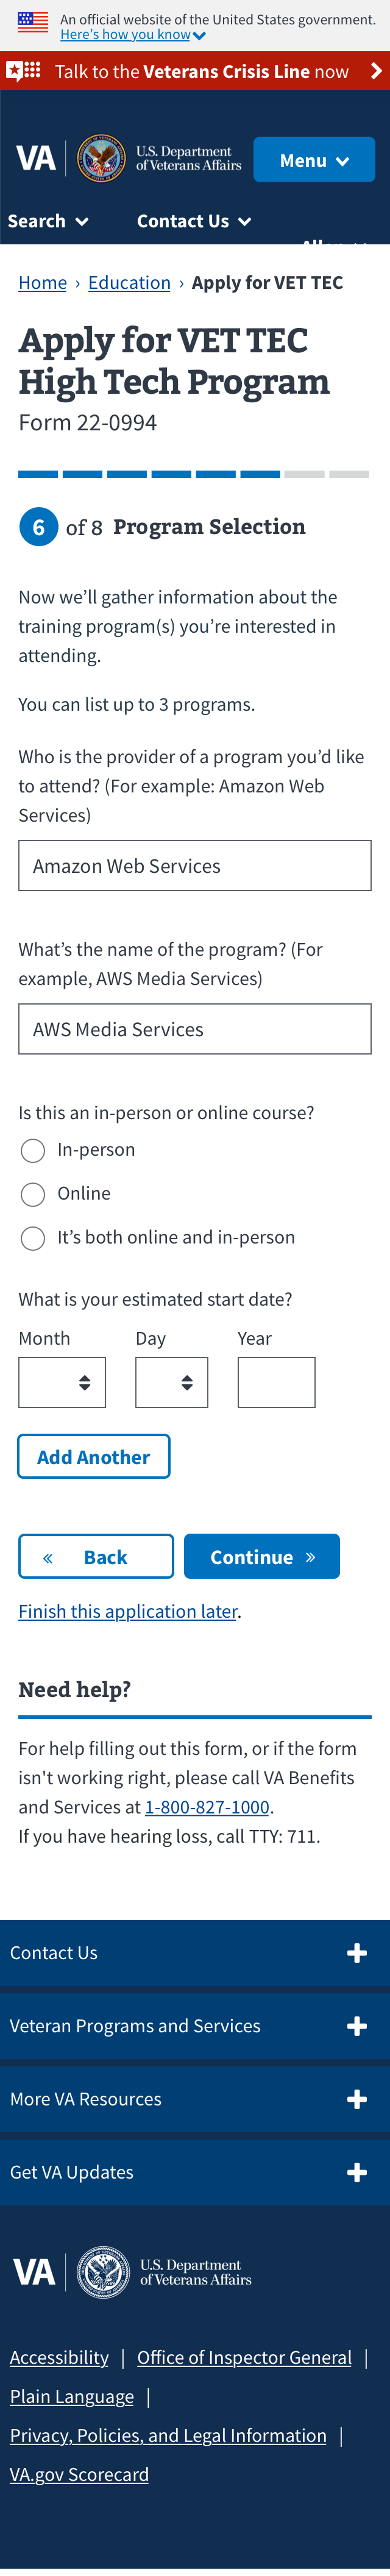 An official website of the United States government.
Here's how you know
Talk to the Veterans Crisis Line now
VA
U.S. Department
of Veterans Affairs
Menu
Search
Contact Us
Home › Education › Apply for VET TEC
Apply for VET TEC
High Tech Program
Form 22-0994
6 of 8 Program Selection
Now we'll gather information about the
training program(s) you're interested in
attending.
You can list up to 3 programs.
Who is the provider of a program you'd like
to attend? (For example: Amazon Web
Services)
Amazon Web Services
What's the name of the program? (For
example, AWS Media Services)
AWS Media Services
Is this an in-person or online course?
In-person
Online
It's both online and in-person
What is your estimated start date?
Month Day Year
Add Another
« Back
Continue »
Finish this application later.
Need help?
For help filling out this form, or if the form
isn't working right, please call VA Benefits
and Services at 1-800-827-1000.
If you have hearing loss, call TTY: 711.
Contact Us
Veteran Programs and Services
More VA Resources
Get VA Updates
VA
U.S. Department
of Veterans Affairs
Accessibility | Office of Inspector General |
Plain Language |
Privacy, Policies, and Legal Information |
VA.gov Scorecard